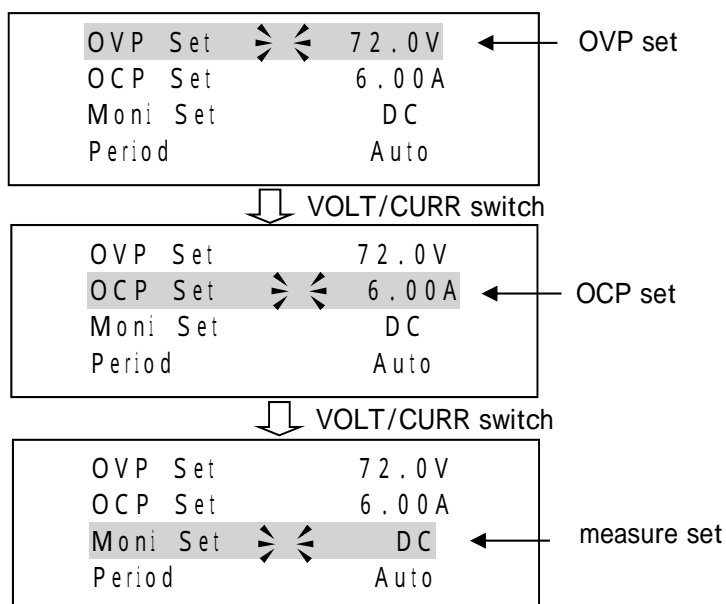 OVP Set 72.0V OVP set
OCP Set 6.00A
Moni Set DC
Period Auto
VOLT/CURR switch
OVP Set 72.0V
OCP Set 6.00A OCP set
Moni Set DC
Period Auto
VOLT/CURR switch
OVP Set 72.0V
OCP Set 6.00A
Moni Set DC measure set
Period Auto